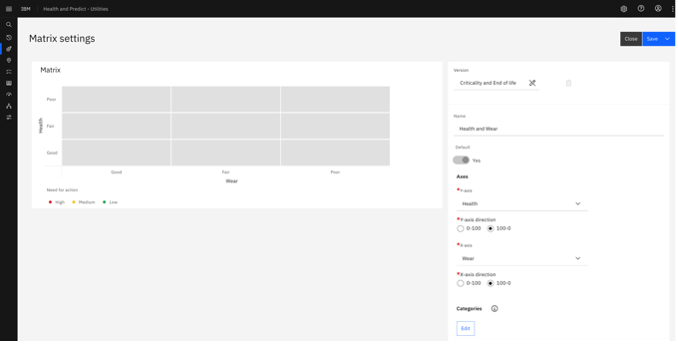 IBM Health and Predict - Utilities
Matrix settings
Close
Save
Matrix
Poor
Fair
Good
Health
Good Fair Poor
Wear
Need for action
High Medium Low
Version
Criticality and End of life
Name
Health and Wear
Default
Yes
Axes
*Y-axis
Health
*Y-axis direction
0-100 100-0
*X-axis
Wear
*X-axis direction
0-100 100-0
Categories
Edit